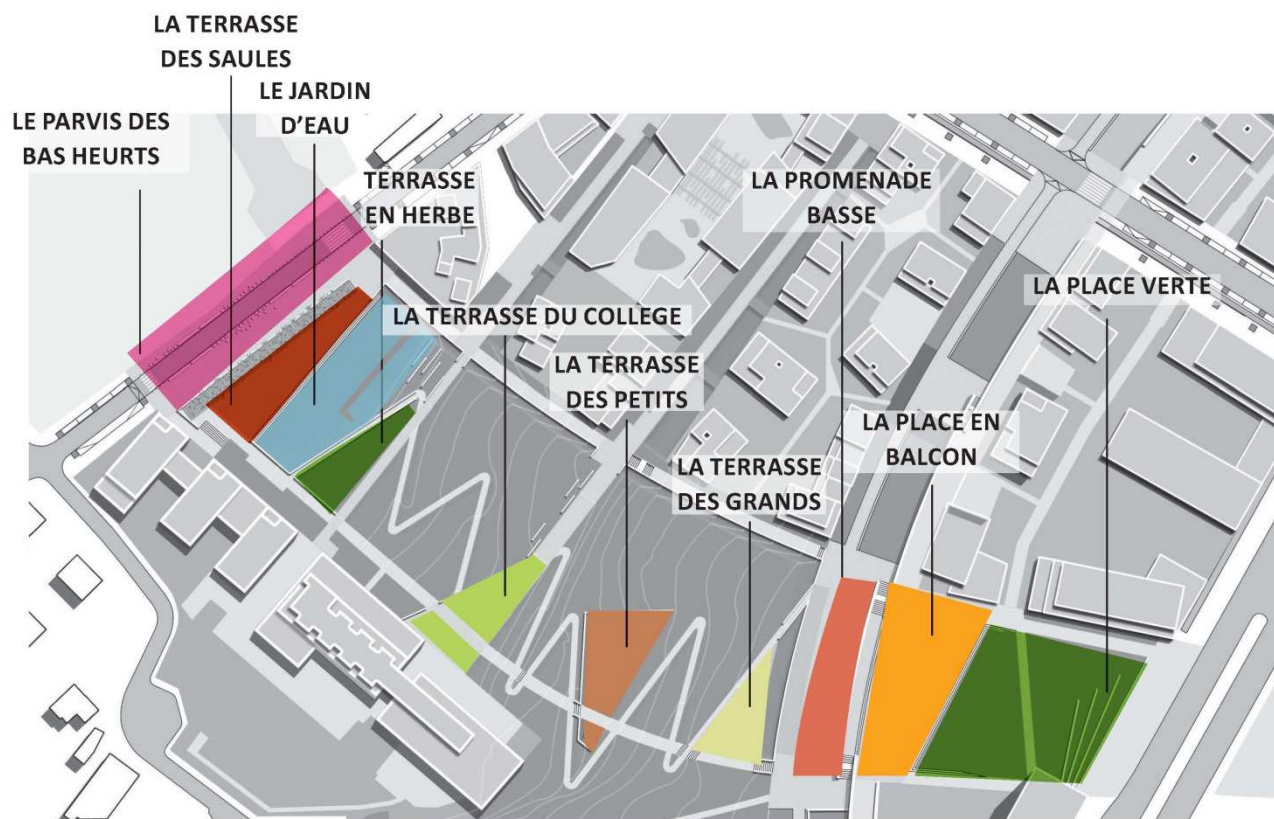 LA TERRASSE
DES SAULES
LE JARDIN
D'EAU
LE PARVIS DES
BAS HEURTS
TERRASSE
EN HERBE
LA PROMENADE
BASSE
LA PLACE VERTE
LA TERRASSE DU COLLEGE
LA TERRASSE
DES PETITS
LA PLACE EN
BALCON
LA TERRASSE
DES GRANDS